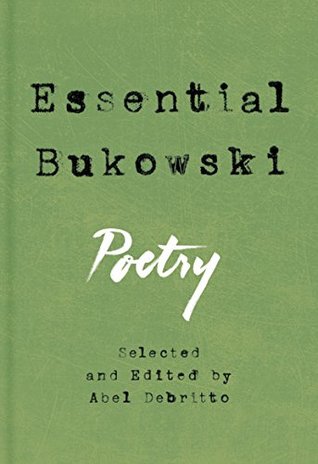 Essential
Bukowski
Poetry
Selected
and Edited by
Abel Debritto